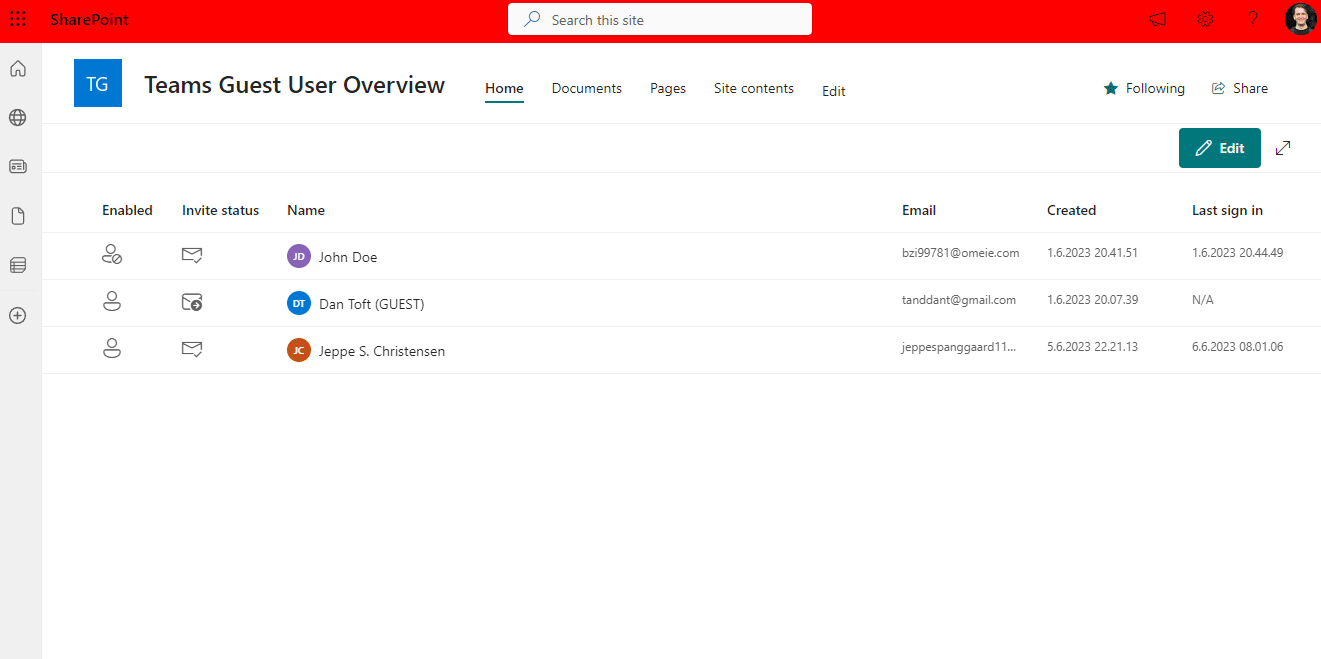 SharePoint
Search this site
TG
Teams Guest User Overview
Home Documents Pages Site contents Edit
Following Share
Edit
Enabled Invite status Name Email Created Last sign in
JD John Doe bzi99781@omeie.com 1.6.2023 20.41.51 1.6.2023 20.44.49
DT Dan Toft (GUEST) tanddant@gmail.com 1.6.2023 20.07.39 N/A
JC Jeppe S. Christensen jeppespanggaard11... 5.6.2023 22.21.13 6.6.2023 08.01.06